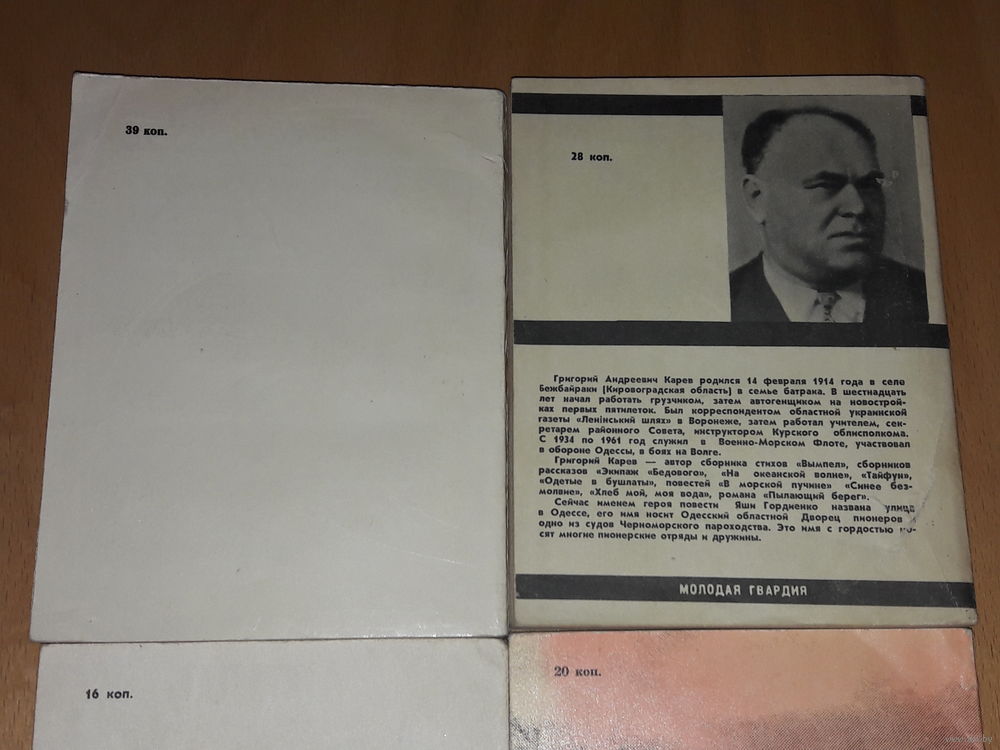 39 коп.
28 коп.
Григорий Андреевич Карев родился 14 февраля 1914 года в селе
Бежбайраки (Кировоградская область) в семье батрака. В шестнадцать
лет начал работать грузчиком, затем автогенщиком на новострой-
ках первых пятилеток. Был корреспондентом областной украинской
газеты «Ленінський шлях» в Воронеже, затем работал учителем, сек-
ретарем районного Совета, инструктором Курского облисполкома.
С 1934 по 1961 год служил в Военно-Морском Флоте, участвовал
в обороне Одессы, в боях на Волге.
Григорий Карев — автор сборника стихов «Вымпел», сборников
рассказов «Экипаж «Бедового», «На океанской волне», «Тайфун»,
«Одетые в бушлаты», повестей «В морской пучине» «Синее без-
молвие», «Хлеб мой, моя вода», романа «Пылающий берег».
Сейчас именем героя повести Яши Гордиенко названа улица
в Одессе, его имя носит Одесский областной Дворец пионеров
одно из судов Черноморского пароходства. Это имя с гордостью но-
сят многие пионерские отряды и дружины.
МОЛОДАЯ ГВАРДИЯ
16 коп.
20 коп.